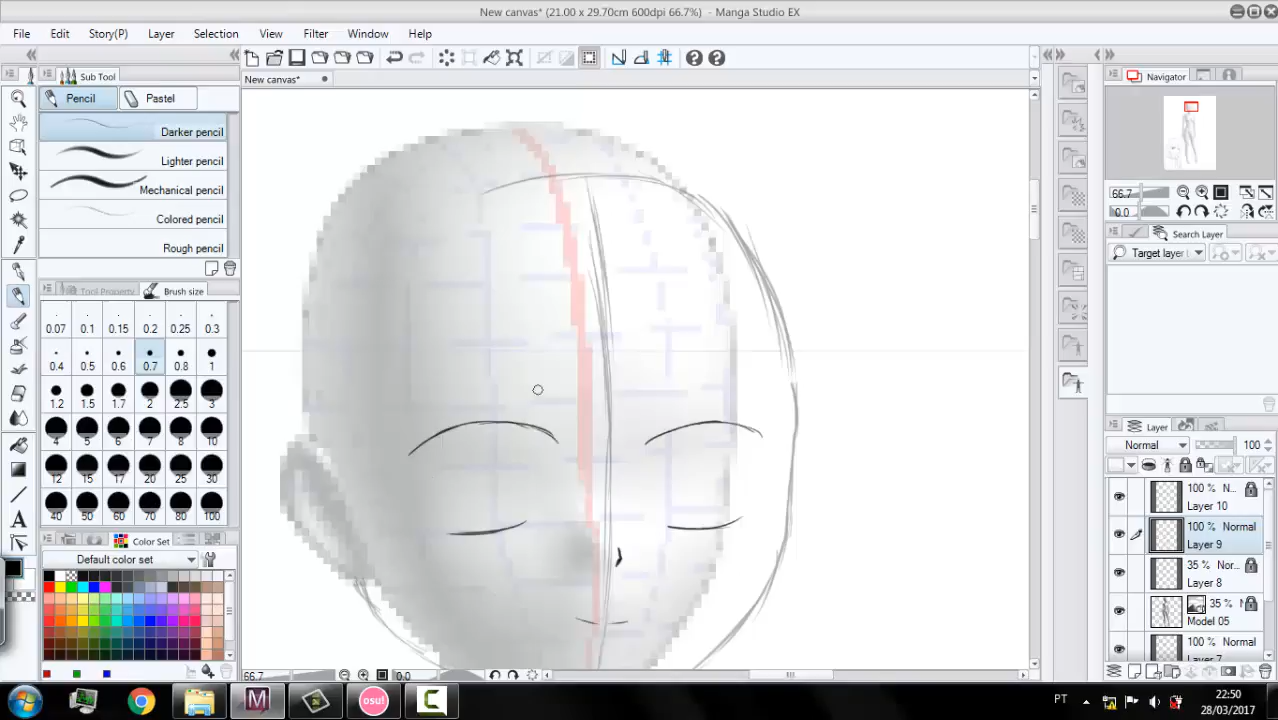 New canvas* (21.00 x 29.70cm 600dpi 66.7%) - Manga Studio EX
File Edit Story(P) Layer Selection View Filter Window Help
Sub Tool
New canvas*
Navigator
Pencil Pastel
Darker pencil
Lighter pencil
Mechanical pencil
Colored pencil
Rough pencil
66.7
0.0
Search Layer
Target layer
Tool Property Brush size
0.07 0.1 0.15 0.2 0.25 0.3
0.4 0.5 0.6 0.7 0.8 1
1.2 1.5 1.7 2 2.5 3
4 5 6 7 8 10
12 15 17 20 25 30
40 50 60 70 80 100
Layer
Normal 100
100 % N...
Layer 10
100 % Normal
Layer 9
35 % Nor...
Layer 8
35 %
Model 05
100 % Normal
Layer 7
Color Set
Default color set
66.7 0.0
osu!
PT
22:50
28/03/2017